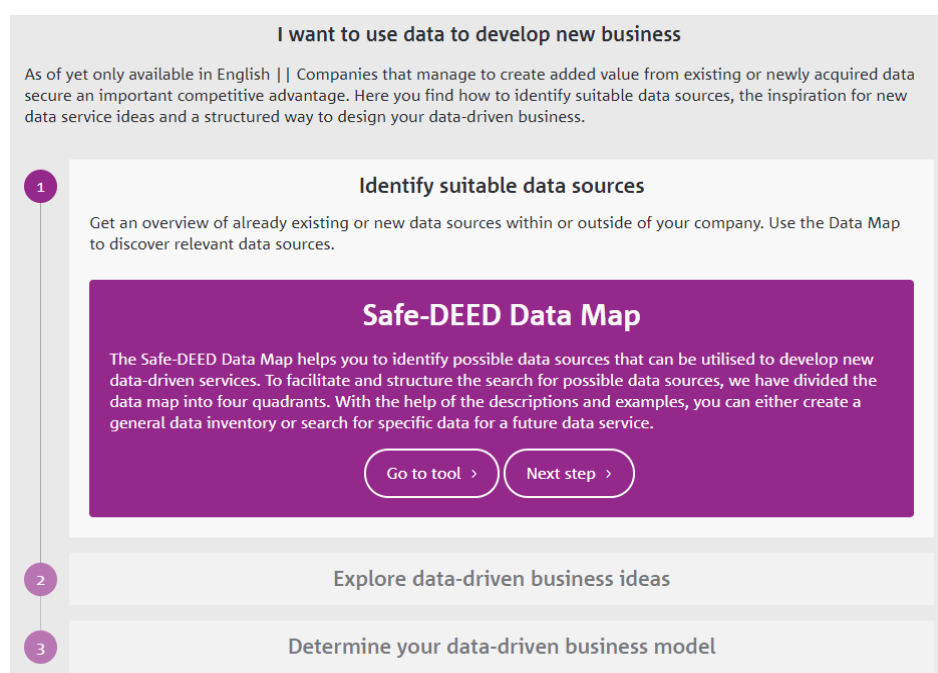 I want to use data to develop new business
As of yet only available in English || Companies that manage to create added value from existing or newly acquired data
secure an important competitive advantage. Here you find how to identify suitable data sources, the inspiration for new
data service ideas and a structured way to design your data-driven business.
1
Identify suitable data sources
Get an overview of already existing or new data sources within or outside of your company. Use the Data Map
to discover relevant data sources.
Safe-DEED Data Map
The Safe-DEED Data Map helps you to identify possible data sources that can be utilised to develop new
data-driven services. To facilitate and structure the search for possible data sources, we have divided the
data map into four quadrants. With the help of the descriptions and examples, you can either create a
general data inventory or search for specific data for a future data service.
Go to tool > Next step >
2
Explore data-driven business ideas
3
Determine your data-driven business model